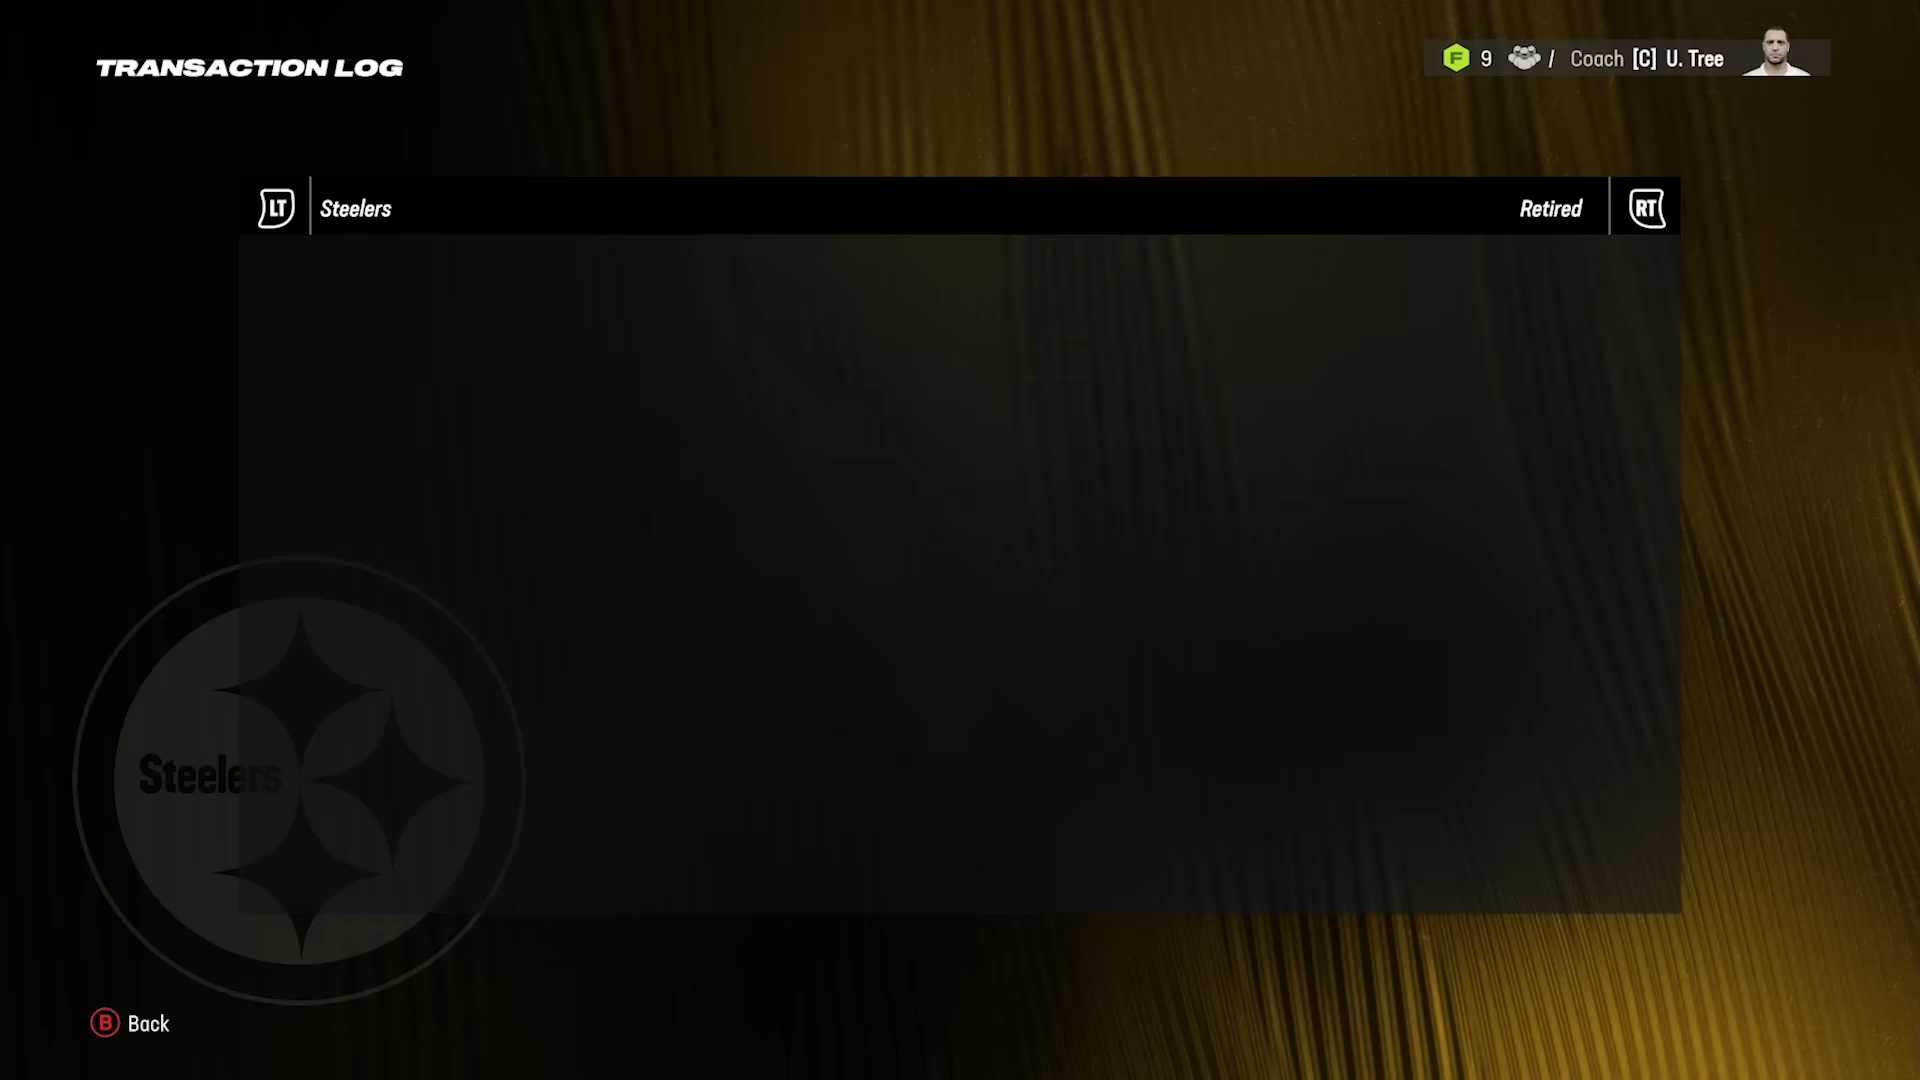 TRANSACTION LOG
F 9 / Coach [C] U. Tree
LT Steelers Retired RT
Steelers
B Back